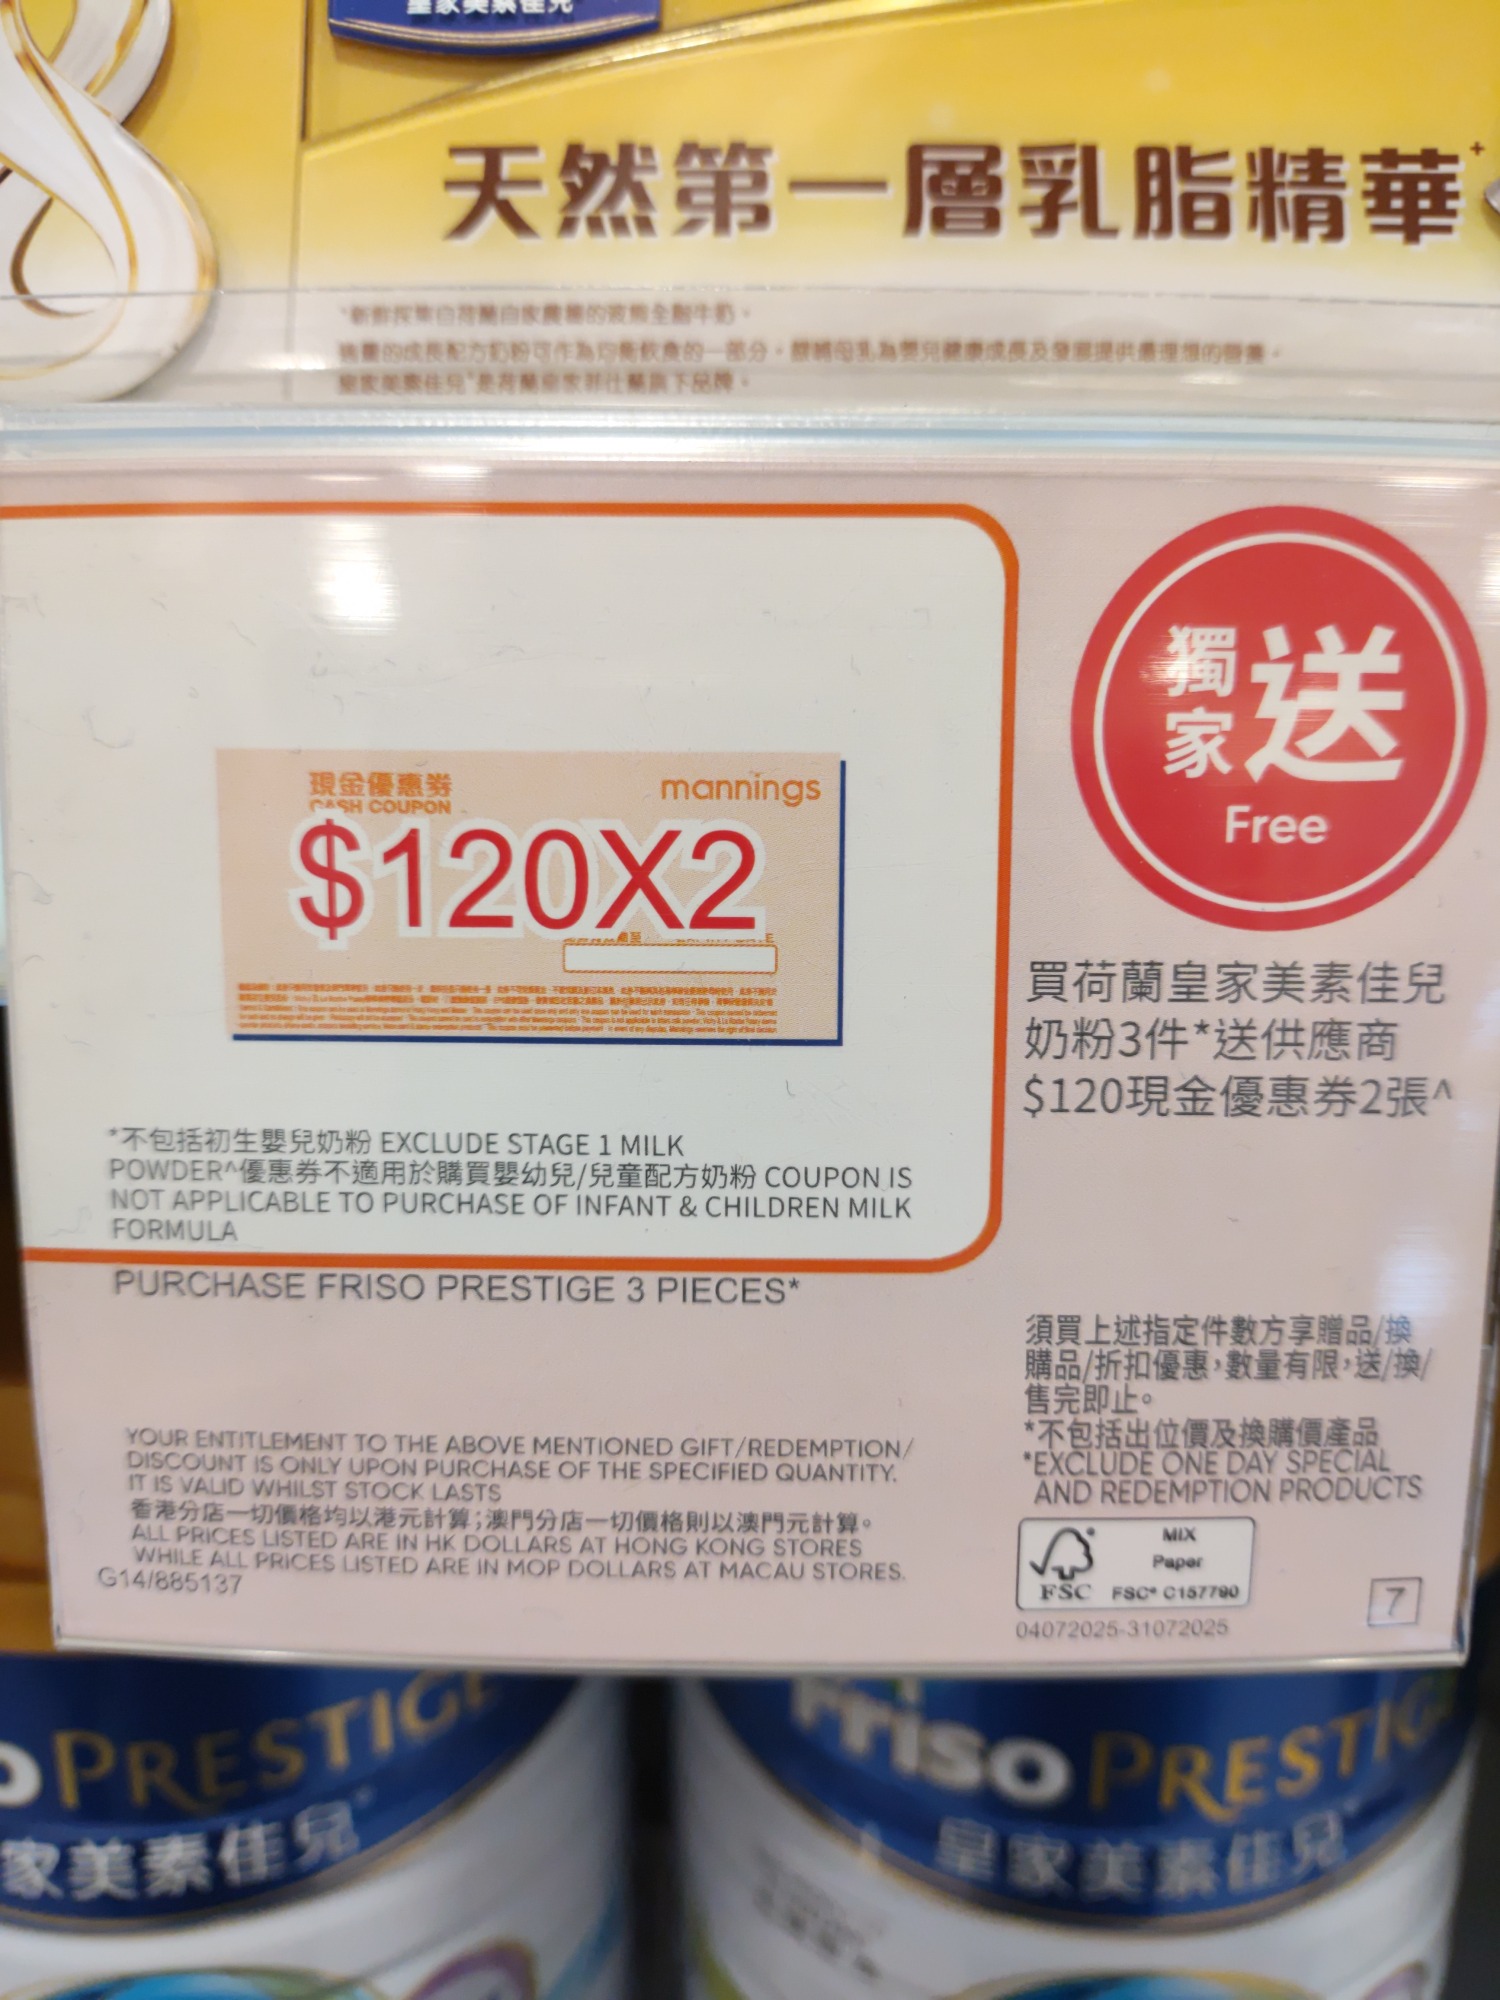 皇家美素佳兒
天然第一層乳脂精華+
皇家美素佳兒
現金優惠券
CASH COUPON
mannings
$120X2
獨家送
Free
買荷蘭皇家美素佳兒
奶粉3件*送供應商
$120現金優惠券2張^
*不包括初生嬰兒奶粉 EXCLUDE STAGE 1 MILK
POWDER^優惠券不適用於購買嬰幼兒/兒童配方奶粉 COUPON IS
NOT APPLICABLE TO PURCHASE OF INFANT & CHILDREN MILK
FORMULA
PURCHASE FRISO PRESTIGE 3 PIECES*
須買上述指定件數方享贈品/換
購品/折扣優惠,數量有限,送/換/
售完即止。
*不包括出位價及換購價產品
*EXCLUDE ONE DAY SPECIAL
AND REDEMPTION PRODUCTS
YOUR ENTITLEMENT TO THE ABOVE MENTIONED GIFT/REDEMPTION/
DISCOUNT IS ONLY UPON PURCHASE OF THE SPECIFIED QUANTITY.
IT IS VALID WHILST STOCK LASTS
香港分店一切價格均以港元計算;澳門分店一切價格則以澳門元計算。
ALL PRICES LISTED ARE IN HK DOLLARS AT HONG KONG STORES
WHILE ALL PRICES LISTED ARE IN MOP DOLLARS AT MACAU STORES.
G14/885137
MIX
Paper
FSC
FSC® C157790
7
04072025-31072025
PRESTIGE
家美素佳兒
Friso PRESTIGE
皇家美素佳兒